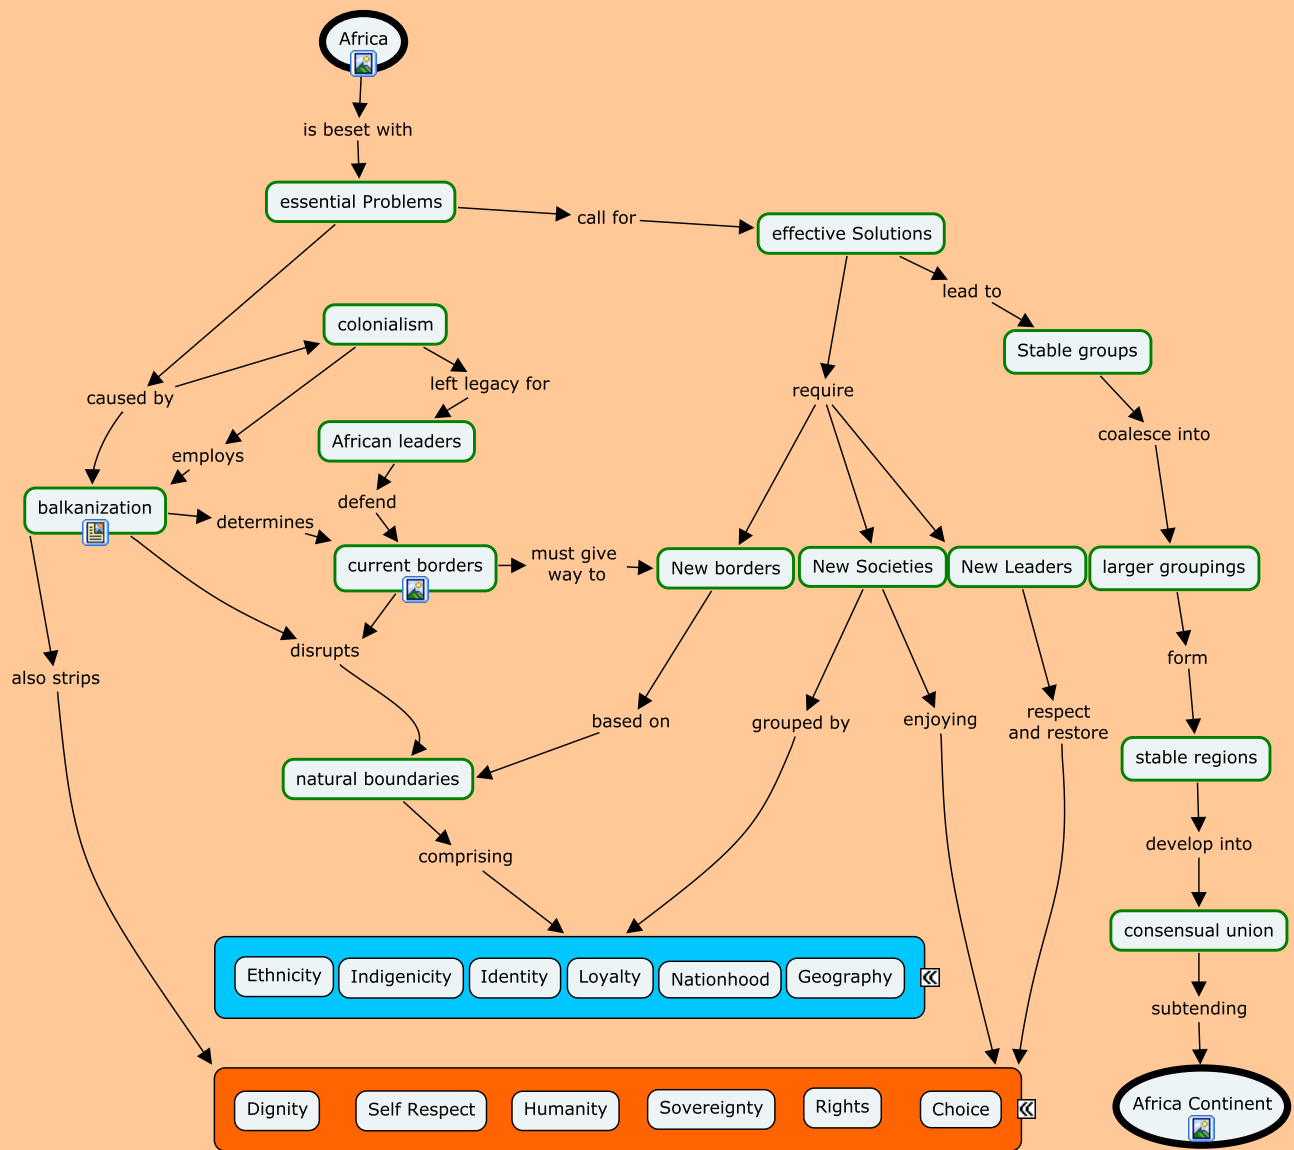 Africa
is beset with
essential Problems
call for
effective Solutions
lead to
colonialism
Stable groups
left legacy for
require
caused by
coalesce into
African leaders
employs
defend
balkanization
determines
must give
way to
current borders
New borders
New Societies
New Leaders
larger groupings
disrupts
form
also strips
based on
grouped by
enjoying
respect
and restore
natural boundaries
stable regions
comprising
develop into
consensual union
Ethnicity
Indigenicity
Identity
Loyalty
Nationhood
Geography
subtending
Dignity
Self Respect
Humanity
Sovereignty
Rights
Choice
Africa Continent